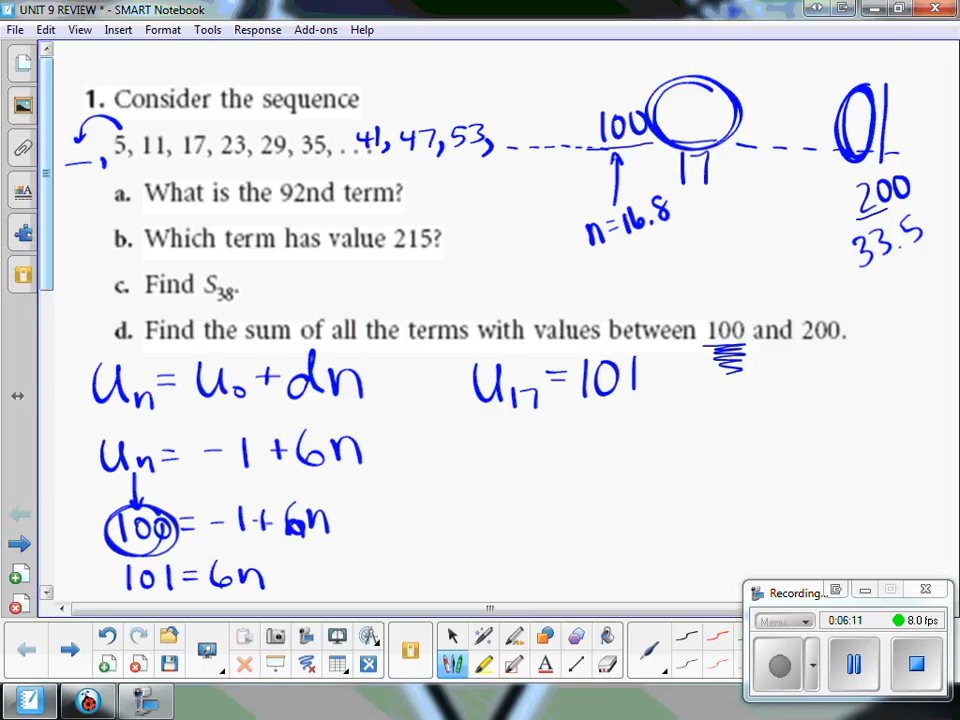 UNIT 9 REVIEW * - SMART Notebook
File Edit View Insert Format Tools Response Add-ons Help
1. Consider the sequence
5, 11, 17, 23, 29, 35, . . . 41, 47, 53,
100
17
01
n=16.8
200
33.5
a. What is the 92nd term?
b. Which term has value 215?
c. Find S38.
d. Find the sum of all the terms with values between 100 and 200.
un = u0 + dn
u17 = 101
un = -1 + 6n
100 = -1 + 6n
101 = 6n
Recording...
Menu
0:06:11
8.0 fps